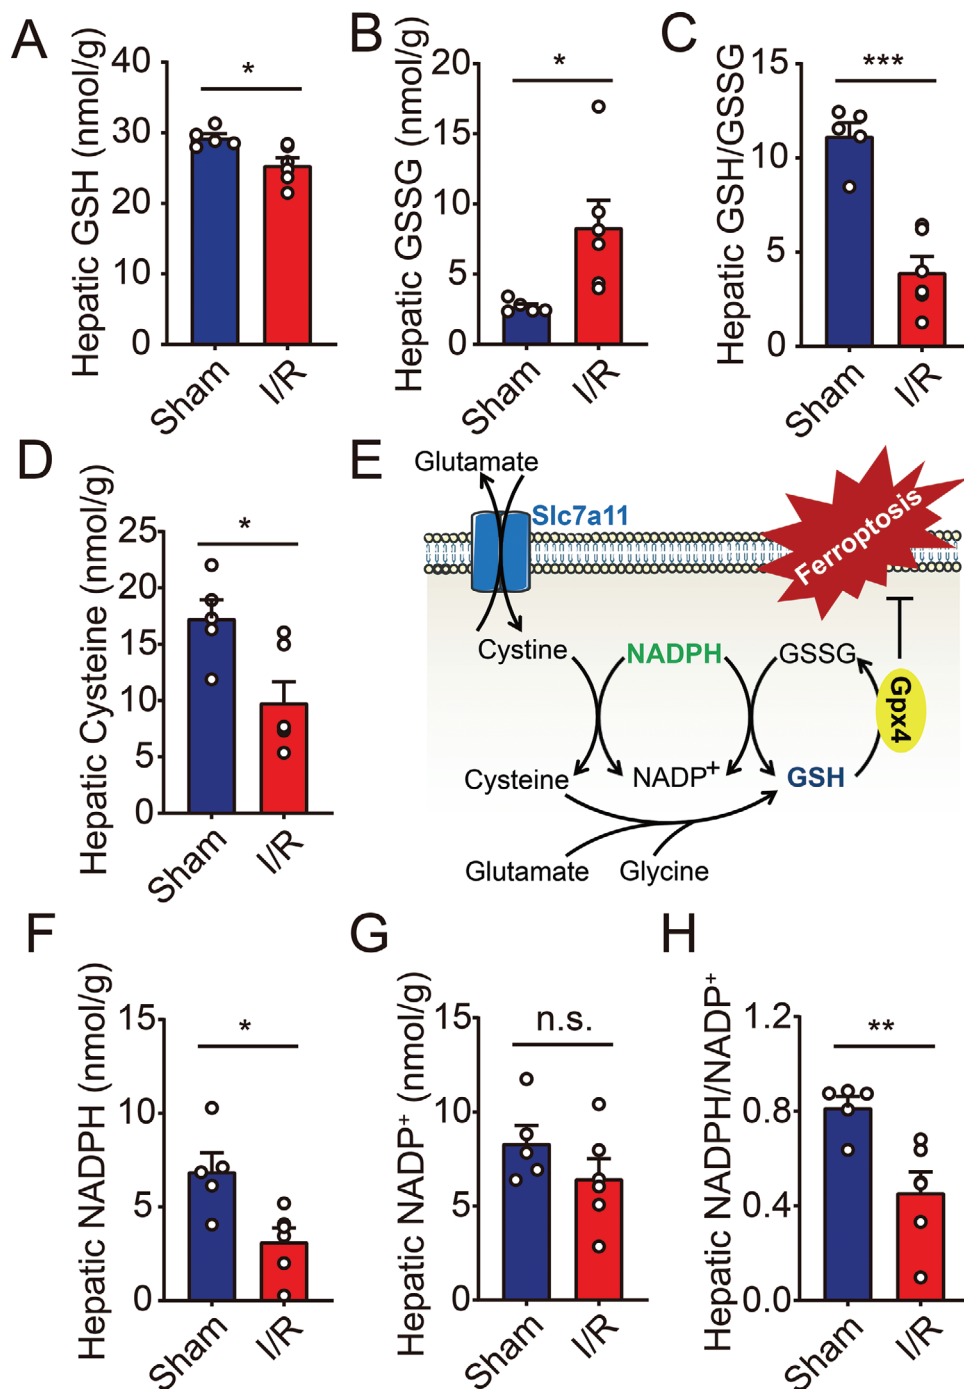 A
Hepatic GSH (nmol/g)
40
30
20
10
0
*
Sham
I/R
B
Hepatic GSSG (nmol/g)
20
15
10
5
0
*
Sham
I/R
C
Hepatic GSH/GSSG
15
10
5
0
***
Sham
I/R
D
Hepatic Cysteine (nmol/g)
25
20
15
10
5
0
*
Sham
I/R
E
Glutamate
Slc7a11
Ferroptosis
Cystine
NADPH
GSSG
Gpx4
Cysteine
NADP⁺
GSH
Glutamate
Glycine
F
Hepatic NADPH (nmol/g)
15
10
5
0
*
Sham
I/R
G
Hepatic NADP⁺ (nmol/g)
15
10
5
0
n.s.
Sham
I/R
H
Hepatic NADPH/NADP⁺
1.2
0.8
0.4
0.0
**
Sham
I/R